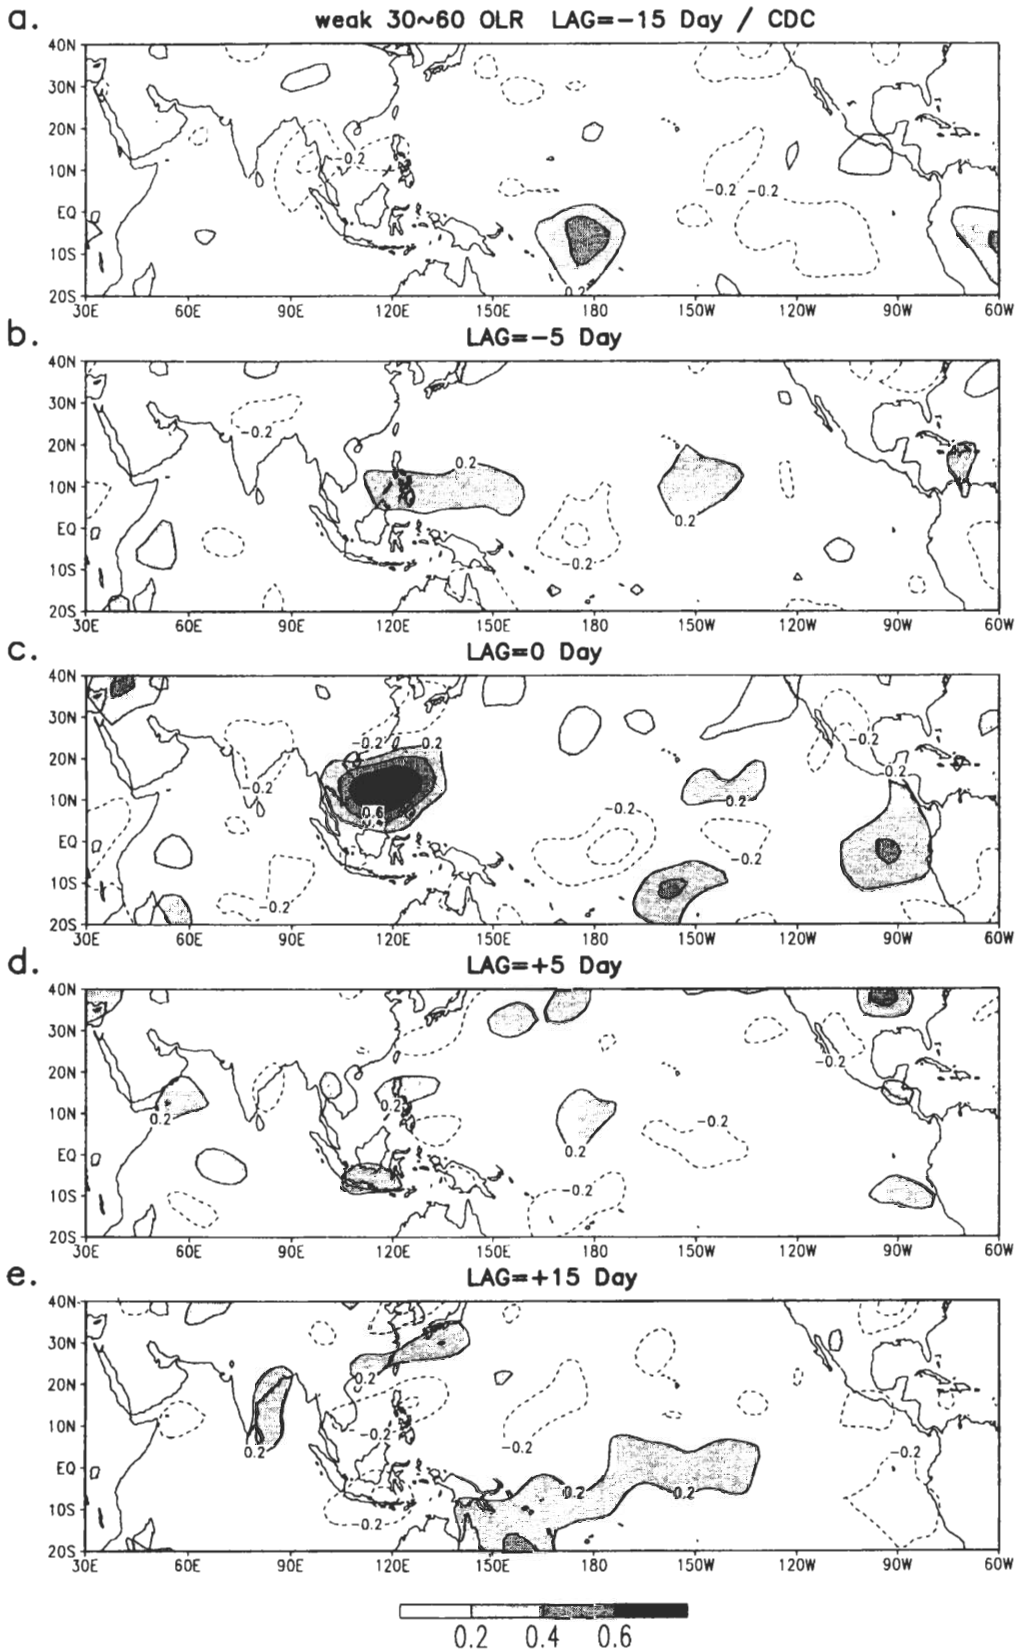 a. weak 30~60 OLR LAG=-15 Day / CDC
40N
30N
20N
-0.2
10N
-0.2 -0.2
EQ
10S
0.2
20S
30E 60E 90E 120E 150E 180 150W 120W 90W 60W
b. LAG=-5 Day
40N
30N
-0.2
20N
0.2
10N
0.2
EQ
-0.2
10S
20S
30E 60E 90E 120E 150E 180 150W 120W 90W 60W
c. LAG=0 Day
40N
30N
-0.2 0.2 -0.2
20N
0.2
-0.2 0.2
10N
0.6 -0.2
EQ
-0.2
10S
-0.2
20S
30E 60E 90E 120E 150E 180 150W 120W 90W 60W
d. LAG=+5 Day
40N
30N
-0.2
20N
0.2
10N
0.2 -0.2
0.2
EQ
-0.2
10S
20S
30E 60E 90E 120E 150E 180 150W 120W 90W 60W
e. LAG=+15 Day
40N
30N
0.2
20N
10N
-0.2
0.2 -0.2 -0.2
EQ
0.2 0.2
10S
-0.2
20S
30E 60E 90E 120E 150E 180 150W 120W 90W 60W
0.2 0.4 0.6